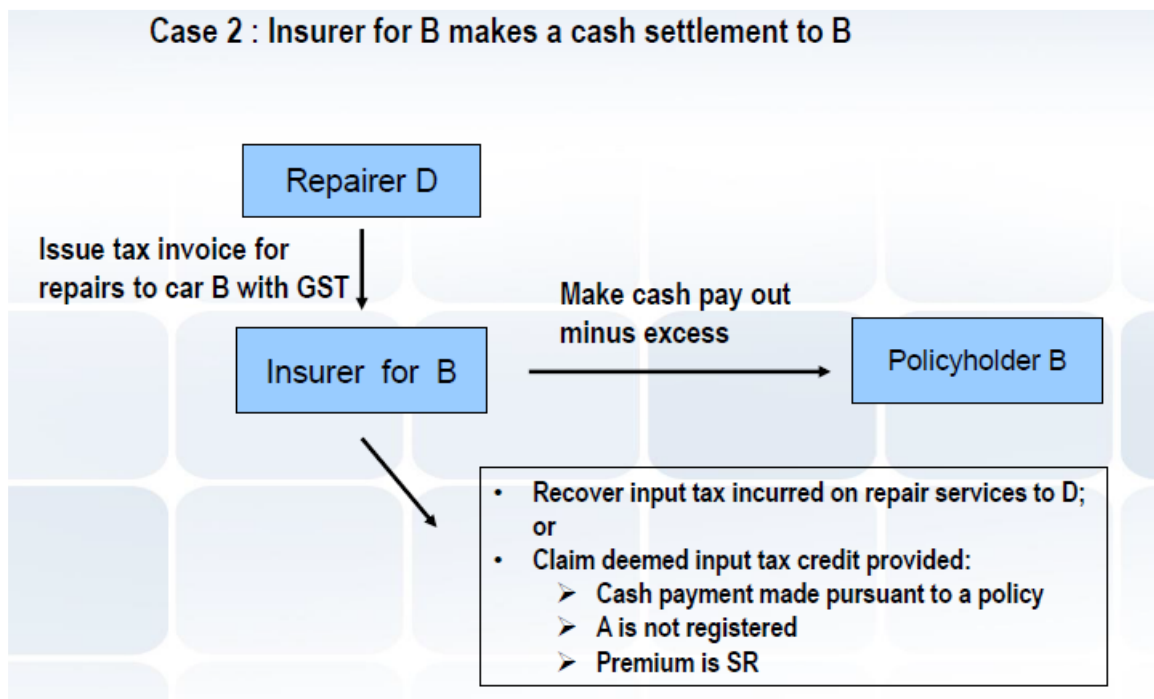 Case 2 : Insurer for B makes a cash settlement to B
Repairer D
Issue tax invoice for
repairs to car B with GST
Make cash pay out
minus excess
Insurer for B
Policyholder B
• Recover input tax incurred on repair services to D;
or
• Claim deemed input tax credit provided:
➢ Cash payment made pursuant to a policy
➢ A is not registered
➢ Premium is SR